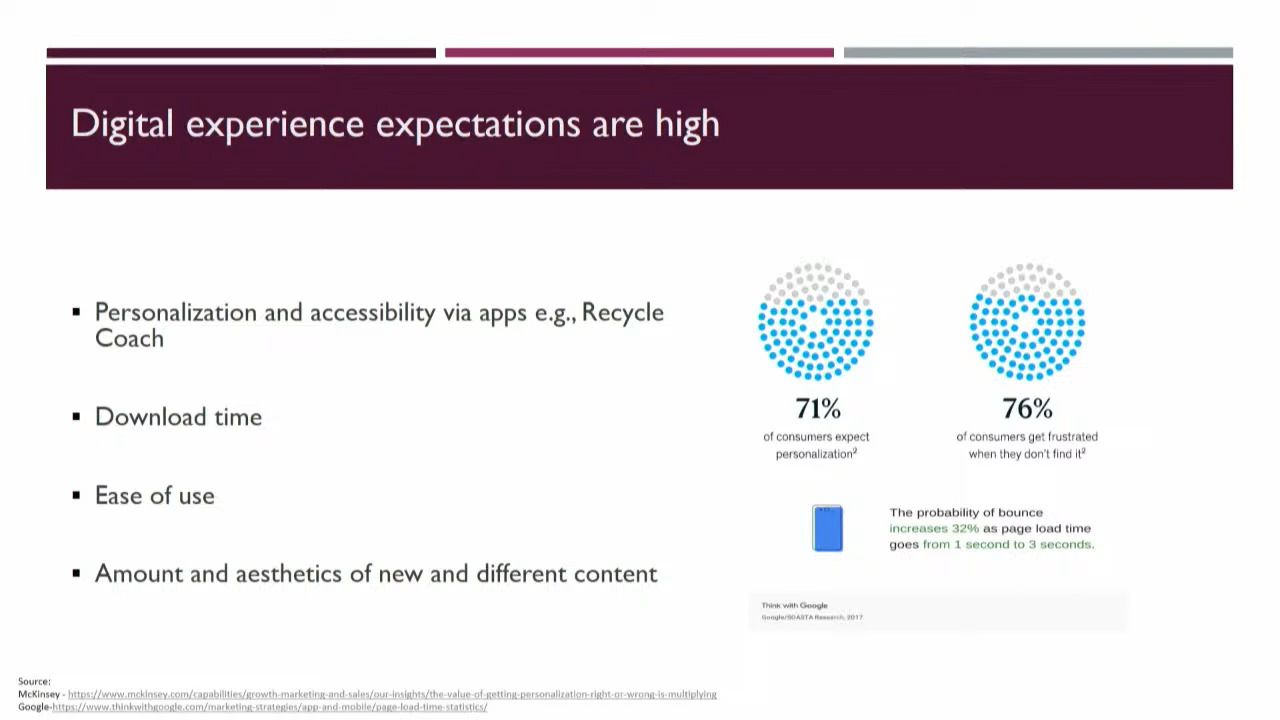 Digital experience expectations are high
▪ Personalization and accessibility via apps e.g., Recycle
Coach
▪ Download time
▪ Ease of use
▪ Amount and aesthetics of new and different content
71%
of consumers expect
personalization²
76%
of consumers get frustrated
when they don't find it²
The probability of bounce
increases 32% as page load time
goes from 1 second to 3 seconds.
Think with Google
Google/SOASTA Research, 2017.
Source:
McKinsey - https://www.mckinsey.com/capabilities/growth-marketing-and-sales/our-insights/the-value-of-getting-personalization-right-or-wrong-is-multiplying
Google-https://www.thinkwithgoogle.com/marketing-strategies/app-and-mobile/page-load-time-statistics/